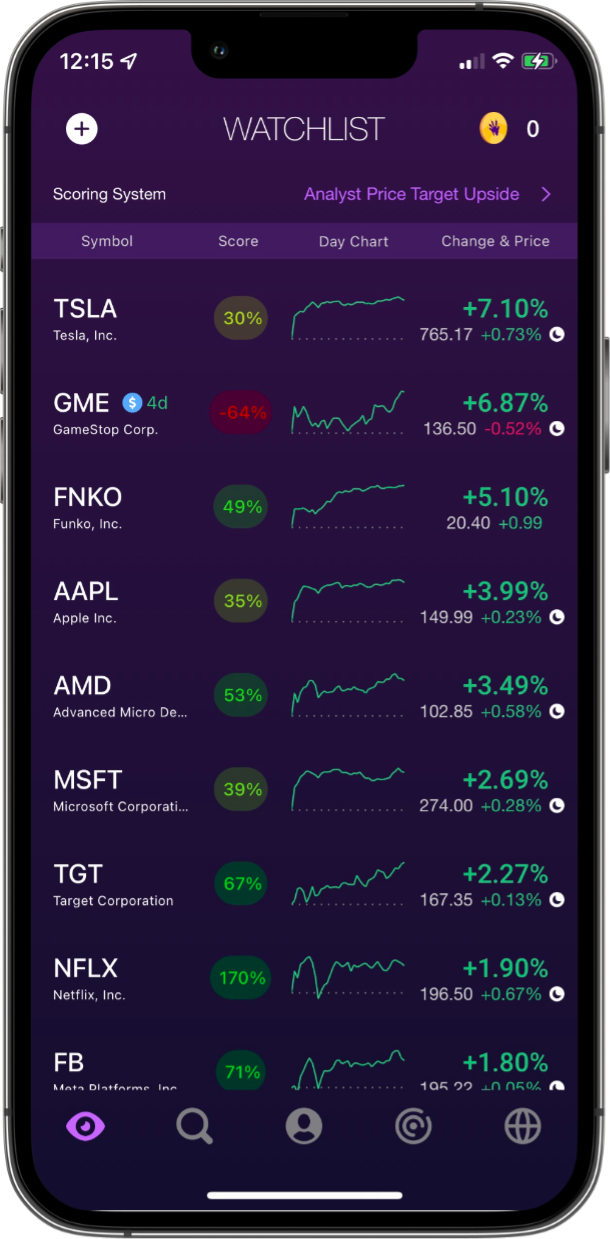 12:15
WATCHLIST
0
Scoring System Analyst Price Target Upside
Symbol Score Day Chart Change & Price
TSLA 30% +7.10%
Tesla, Inc. 765.17 +0.73%
GME $ 4d -64% +6.87%
GameStop Corp. 136.50 -0.52%
FNKO 49% +5.10%
Funko, Inc. 20.40 +0.99
AAPL 35% +3.99%
Apple Inc. 149.99 +0.23%
AMD 53% +3.49%
Advanced Micro De... 102.85 +0.58%
MSFT 39% +2.69%
Microsoft Corporati... 274.00 +0.28%
TGT 67% +2.27%
Target Corporation 167.35 +0.13%
NFLX 170% +1.90%
Netflix, Inc. 196.50 +0.67%
FB 71% +1.80%
Meta Platforms, Inc. 195.22 +0.05%